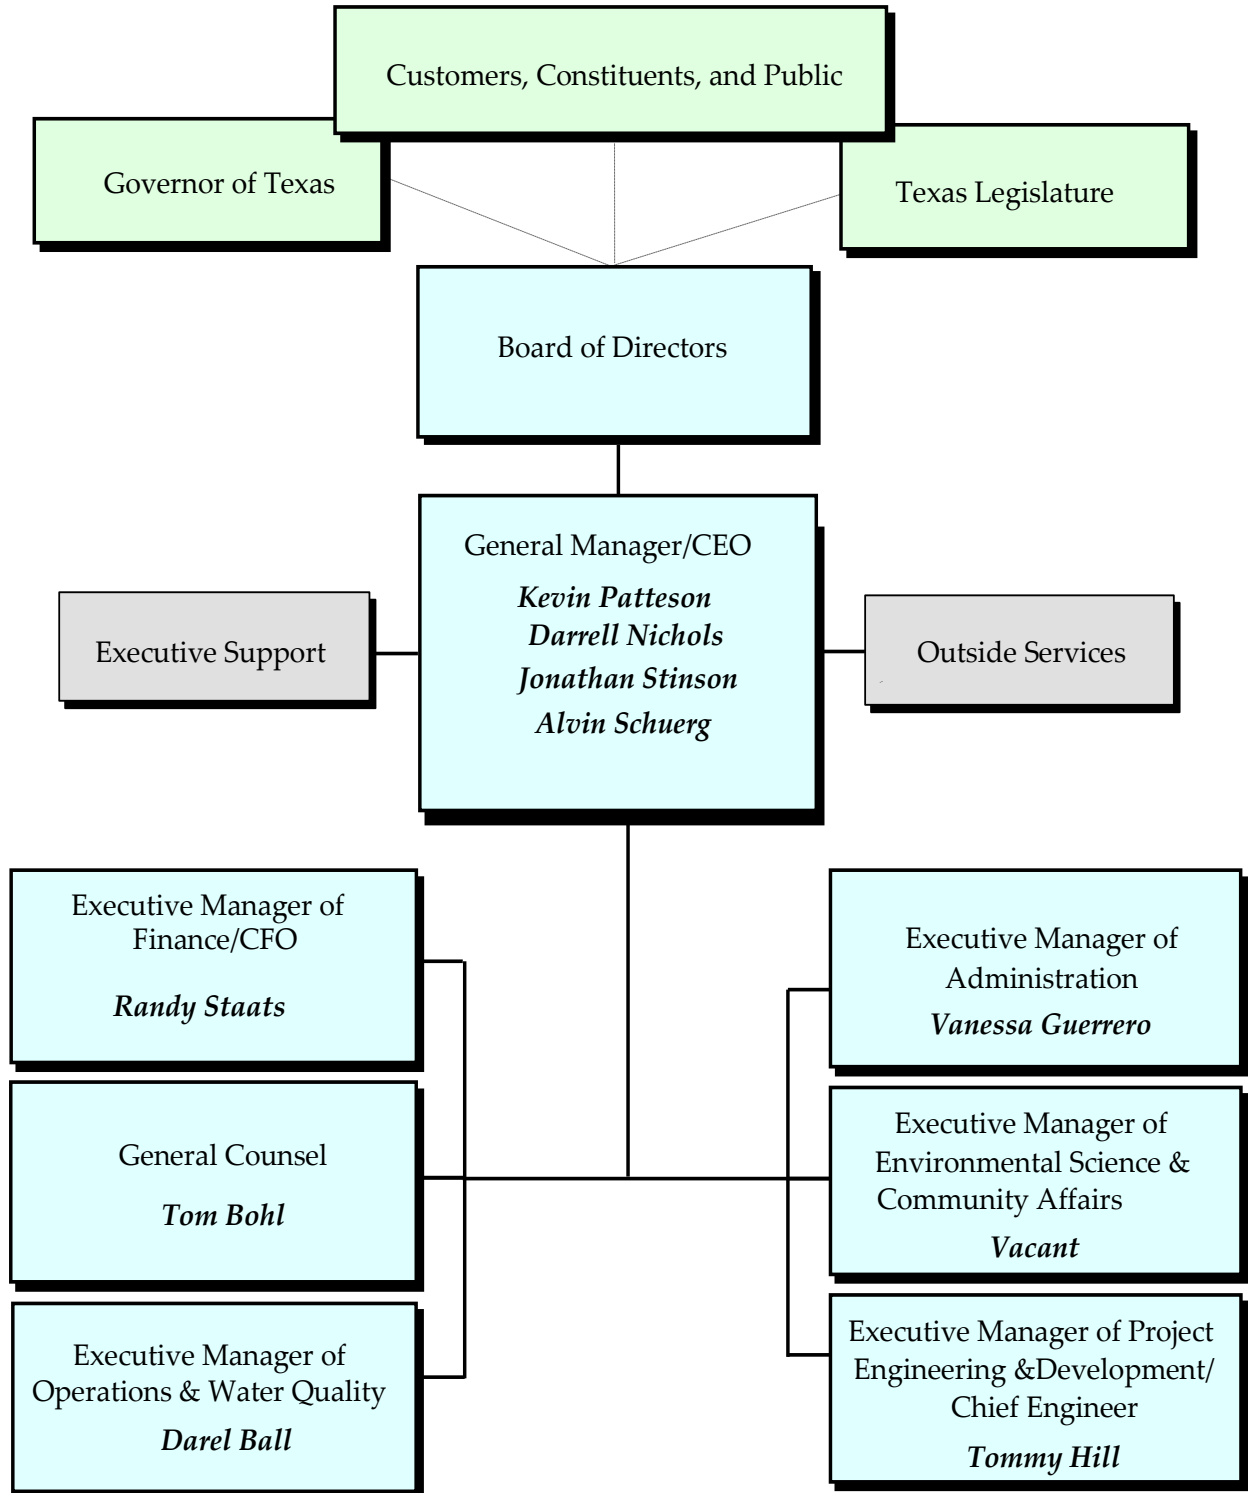 Customers, Constituents, and Public
Governor of Texas
Texas Legislature
Board of Directors
General Manager/CEO
Kevin Patteson
Darrell Nichols
Jonathan Stinson
Alvin Schuerg
Executive Support
Outside Services
Executive Manager of
Finance/CFO
Randy Staats
Executive Manager of
Administration
Vanessa Guerrero
General Counsel
Tom Bohl
Executive Manager of
Environmental Science &
Community Affairs
Vacant
Executive Manager of
Operations & Water Quality
Darel Ball
Executive Manager of Project
Engineering &Development/
Chief Engineer
Tommy Hill